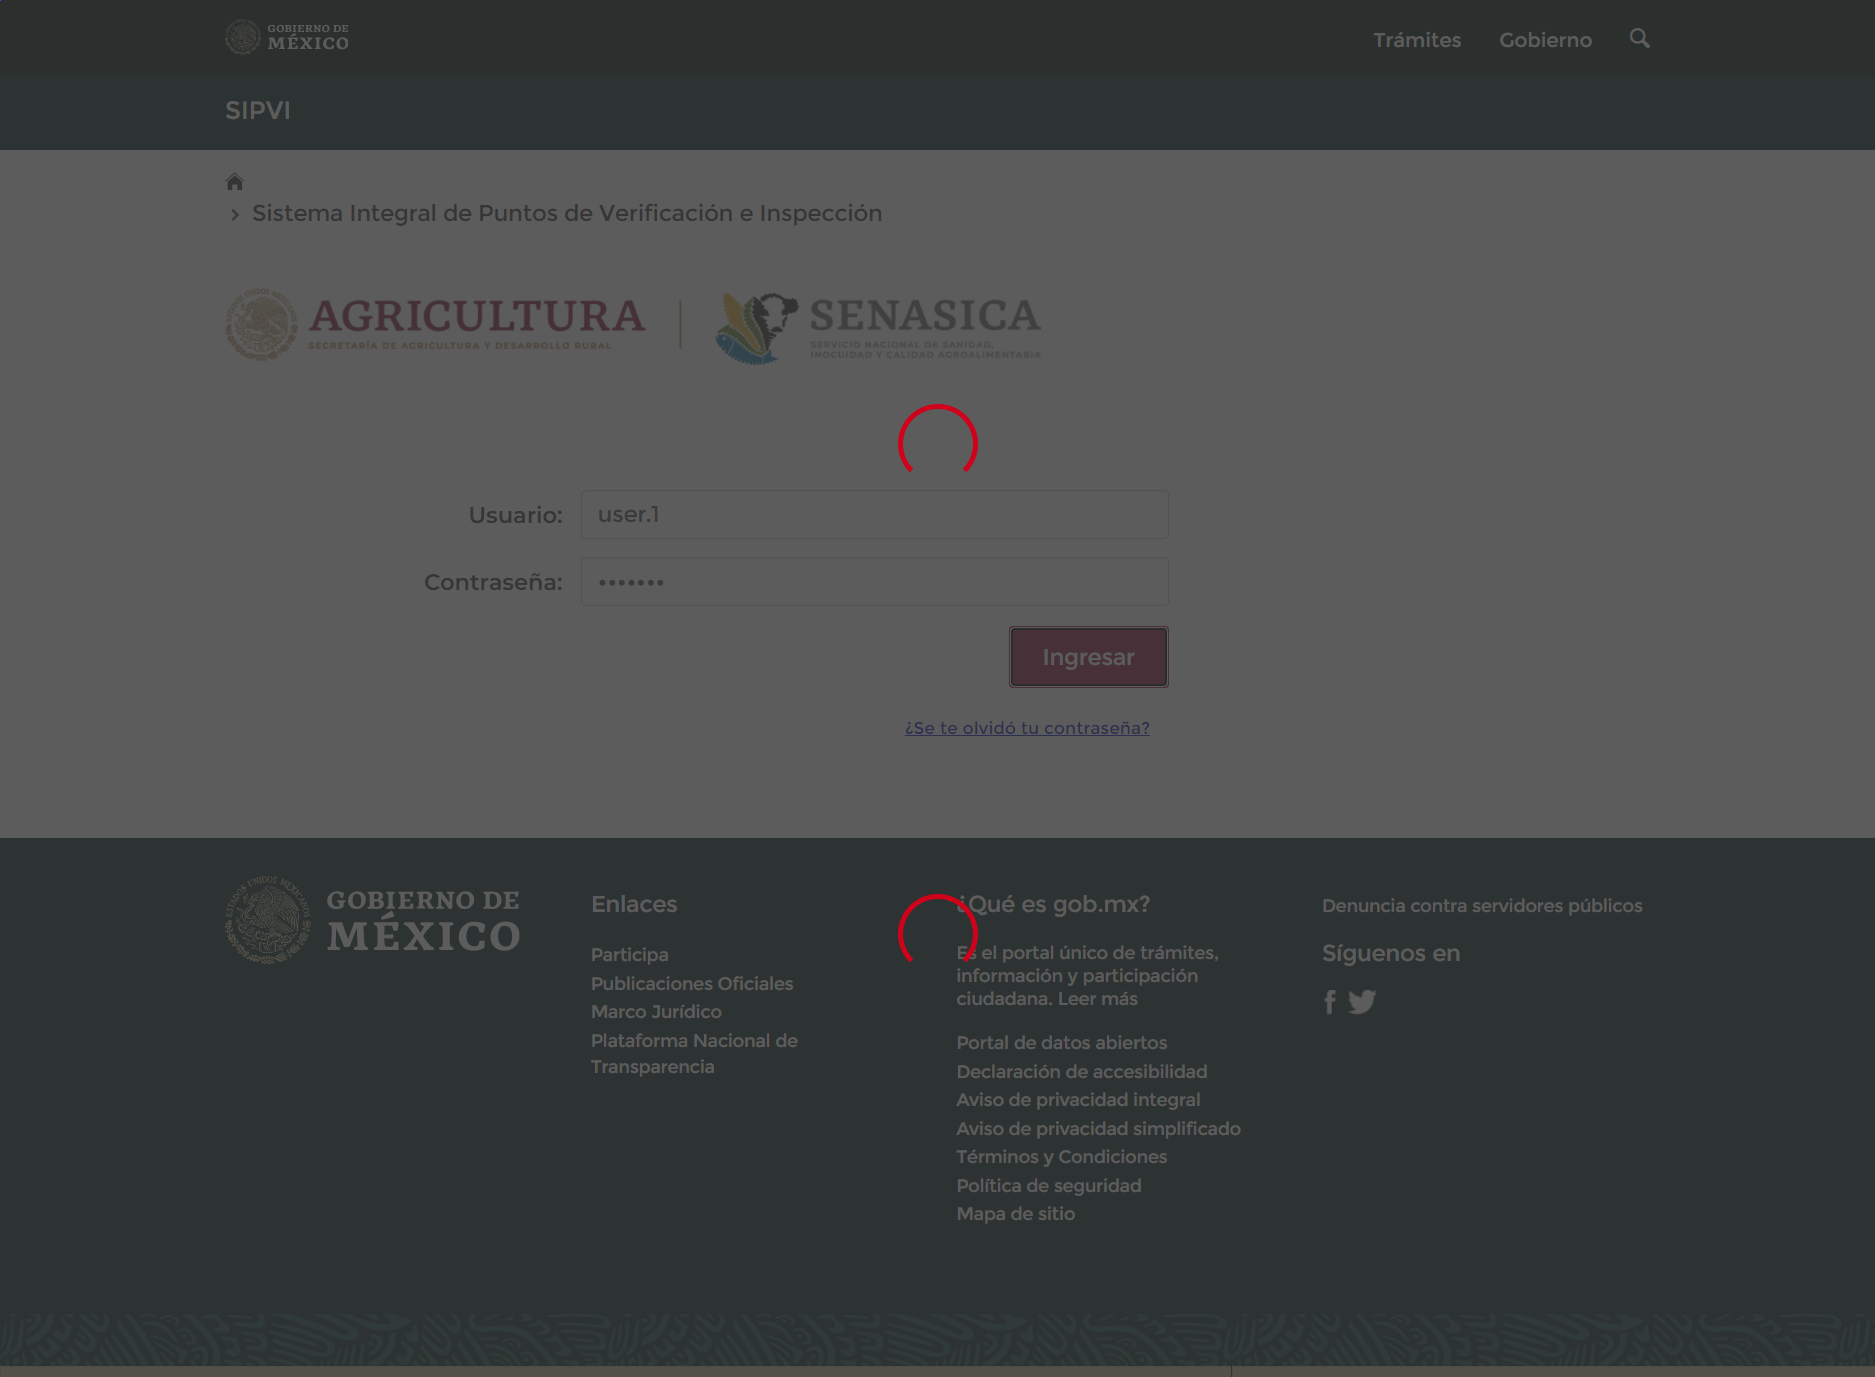 GOBIERNO DE
MÉXICO
Trámites
Gobierno
SIPVI
Sistema Integral de Puntos de Verificación e Inspección
AGRICULTURA
SECRETARÍA DE AGRICULTURA Y DESARROLLO RURAL
SENASICA
SERVICIO NACIONAL DE SANIDAD,
INOCUIDAD Y CALIDAD AGROALIMENTARIA
Usuario:
user.1
Contraseña:
•••••••
Ingresar
¿Se te olvidó tu contraseña?
ESTADOS UNIDOS MEXICANOS
GOBIERNO DE
MÉXICO
Enlaces
Participa
Publicaciones Oficiales
Marco Jurídico
Plataforma Nacional de
Transparencia
¿Qué es gob.mx?
Es el portal único de trámites,
información y participación
ciudadana. Leer más
Portal de datos abiertos
Declaración de accesibilidad
Aviso de privacidad integral
Aviso de privacidad simplificado
Términos y Condiciones
Política de seguridad
Mapa de sitio
Denuncia contra servidores públicos
Síguenos en